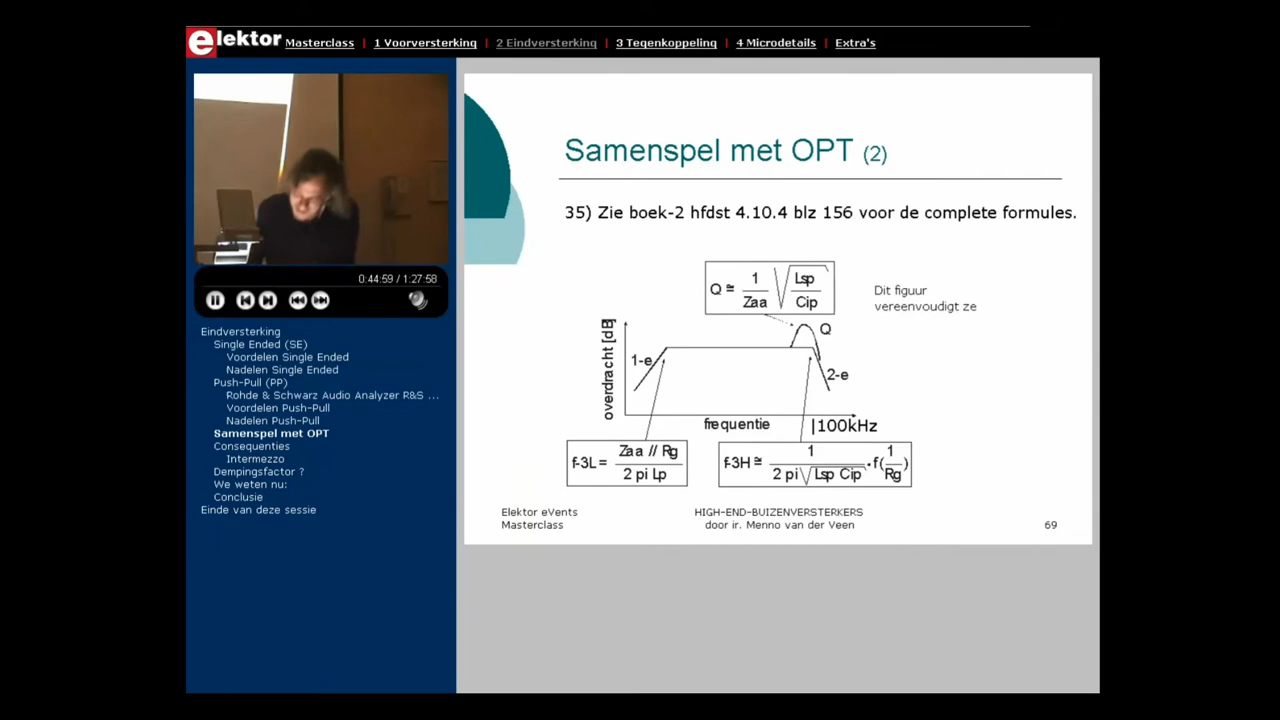 elektor Masterclass | 1 Voorversterking | 2 Eindversterking | 3 Tegenkoppeling | 4 Microdetails | Extra's
0:44:59 / 1:27:58
Eindversterking
Single Ended (SE)
Voordelen Single Ended
Nadelen Single Ended
Push-Pull (PP)
Rohde & Schwarz Audio Analyzer R&S ...
Voordelen Push-Pull
Nadelen Push-Pull
Samenspel met OPT
Consequenties
Intermezzo
Dempingsfactor ?
We weten nu:
Conclusie
Einde van deze sessie
Samenspel met OPT (2)
35) Zie boek-2 hfdst 4.10.4 blz 156 voor de complete formules.
Q ≅ 1 / Zaa √ Lsp / Cip
Dit figuur
vereenvoudigt ze
overdracht [dB]
1-e
Q
2-e
frequentie
|100kHz
f-3L = Zaa // Rg / 2 pi Lp
f-3H ≅ 1 / 2 pi √ Lsp Cip • f( 1 / Rg )
Elektor eVents
Masterclass
HIGH-END-BUIZENVERSTERKERS
door ir. Menno van der Veen
69